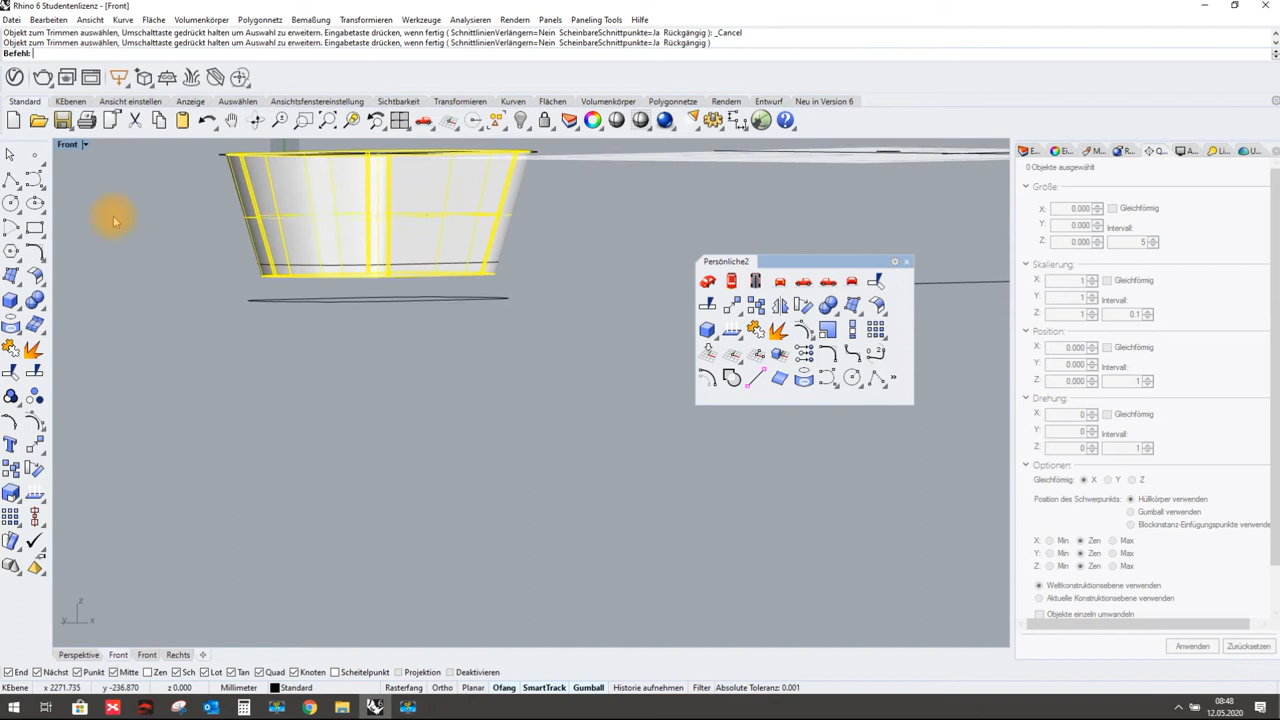 Rhino 6 Studentenlizenz - [Front]
Datei Bearbeiten Ansicht Kurve Fläche Volumenkörper Polygonnetz Bemaßung Transformieren Werkzeuge Analysieren Rendern Panels Paneling Tools Hilfe
Objekt zum Trimmen auswählen, Umschalttaste gedrückt halten um Auswahl zu erweitern. Eingabetaste drücken, wenn fertig ( SchnittlinienVerlängern=Nein ScheinbareSchnittpunkte=Ja Rückgängig ): _Cancel
Objekt zum Trimmen auswählen, Umschalttaste gedrückt halten um Auswahl zu erweitern. Eingabetaste drücken, wenn fertig ( SchnittlinienVerlängern=Nein ScheinbareSchnittpunkte=Ja Rückgängig )
Befehl:
Standard KEbenen Ansicht einstellen Anzeige Auswählen Ansichtsfenstereinstellung Sichtbarkeit Transformieren Kurven Flächen Volumenkörper Polygonnetze Rendern Entwurf Neu in Version 6
Front
0 Objekte ausgewählt
Größe:
X: 0.000 Gleichförmig
Y: 0.000 Intervall:
Z: 0.000 5
Skalierung:
X: 1 Gleichförmig
Y: 1 Intervall:
Z: 1 0.1
Position:
X: 0.000 Gleichförmig
Y: 0.000 Intervall:
Z: 0.000 1
Drehung:
X: 0 Gleichförmig
Y: 0 Intervall:
Z: 0 1
Optionen:
Gleichförmig: X Y Z
Position des Schwerpunkts: Hüllkörper verwenden
Gumball verwenden
Blockinstanz-Einfügungspunkte verwende
X: Min Zen Max
Y: Min Zen Max
Z: Min Zen Max
Weltkonstruktionsebene verwenden
Aktuelle Konstruktionsebene verwenden
Objekte einzeln umwandeln
Anwenden Zurücksetzen
Persönliche2
z
y x
Perspektive Front Front Rechts
End Nächst Punkt Mitte Zen Sch Lot Tan Quad Knoten Scheitelpunkt Projektion Deaktivieren
KEbene x 2271.735 y -236.870 z 0.000 Millimeter Standard Rasterfang Ortho Planar Ofang SmartTrack Gumball Historie aufnehmen Filter Absolute Toleranz: 0.001
08:48
12.05.2020